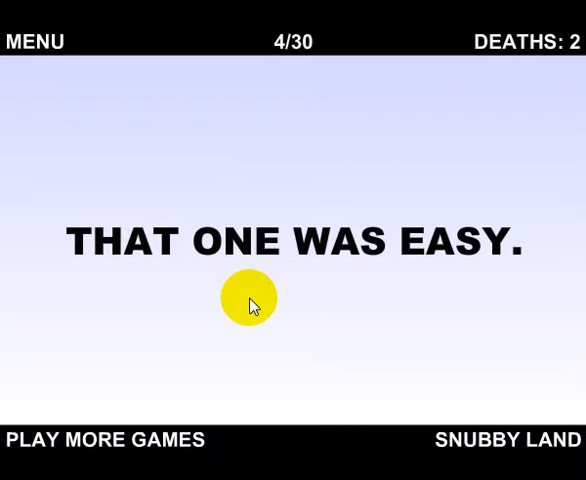 MENU 4/30 DEATHS: 2
THAT ONE WAS EASY.
PLAY MORE GAMES SNUBBY LAND